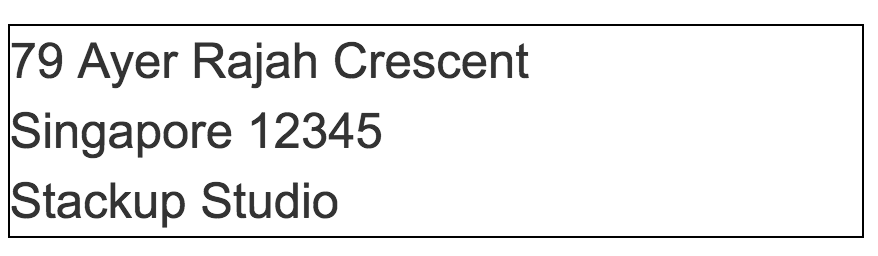 79 Ayer Rajah Crescent
Singapore 12345
Stackup Studio